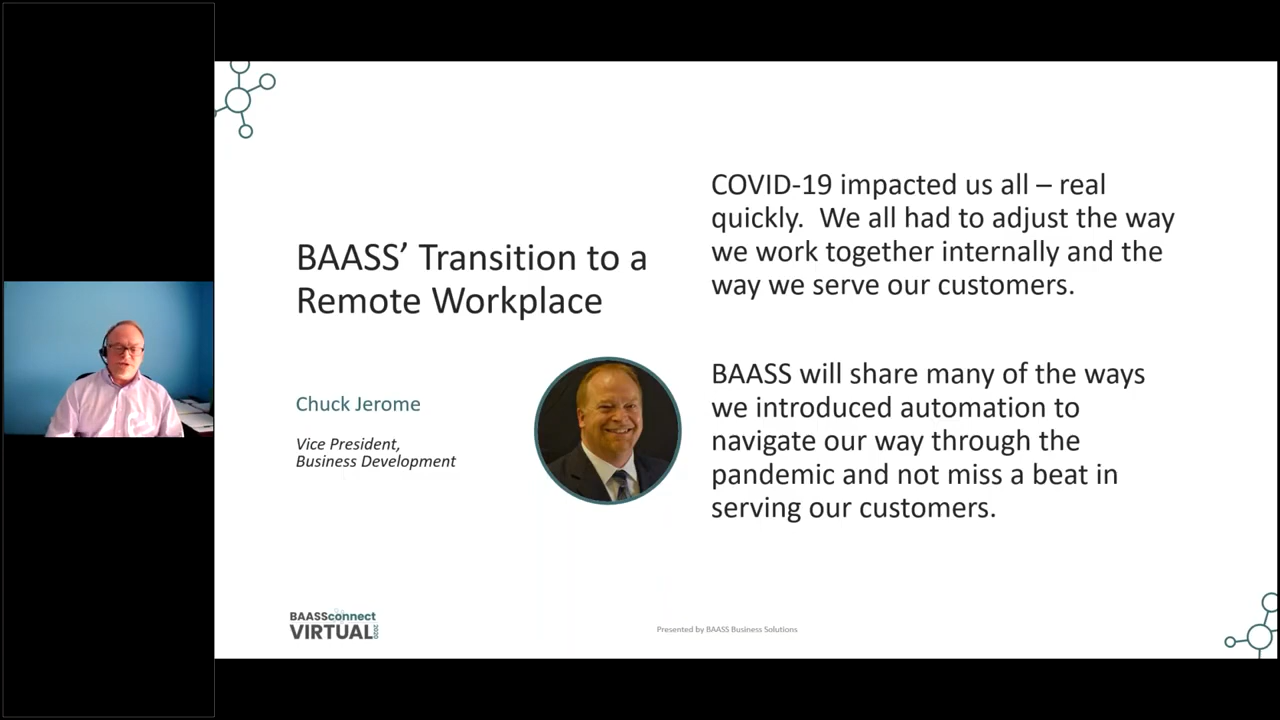 BAASS’ Transition to a
Remote Workplace
Chuck Jerome
Vice President,
Business Development
COVID-19 impacted us all – real
quickly.  We all had to adjust the way
we work together internally and the
way we serve our customers.
BAASS will share many of the ways
we introduced automation to
navigate our way through the
pandemic and not miss a beat in
serving our customers.
BAASSconnect
VIRTUAL 2020
Presented by BAASS Business Solutions